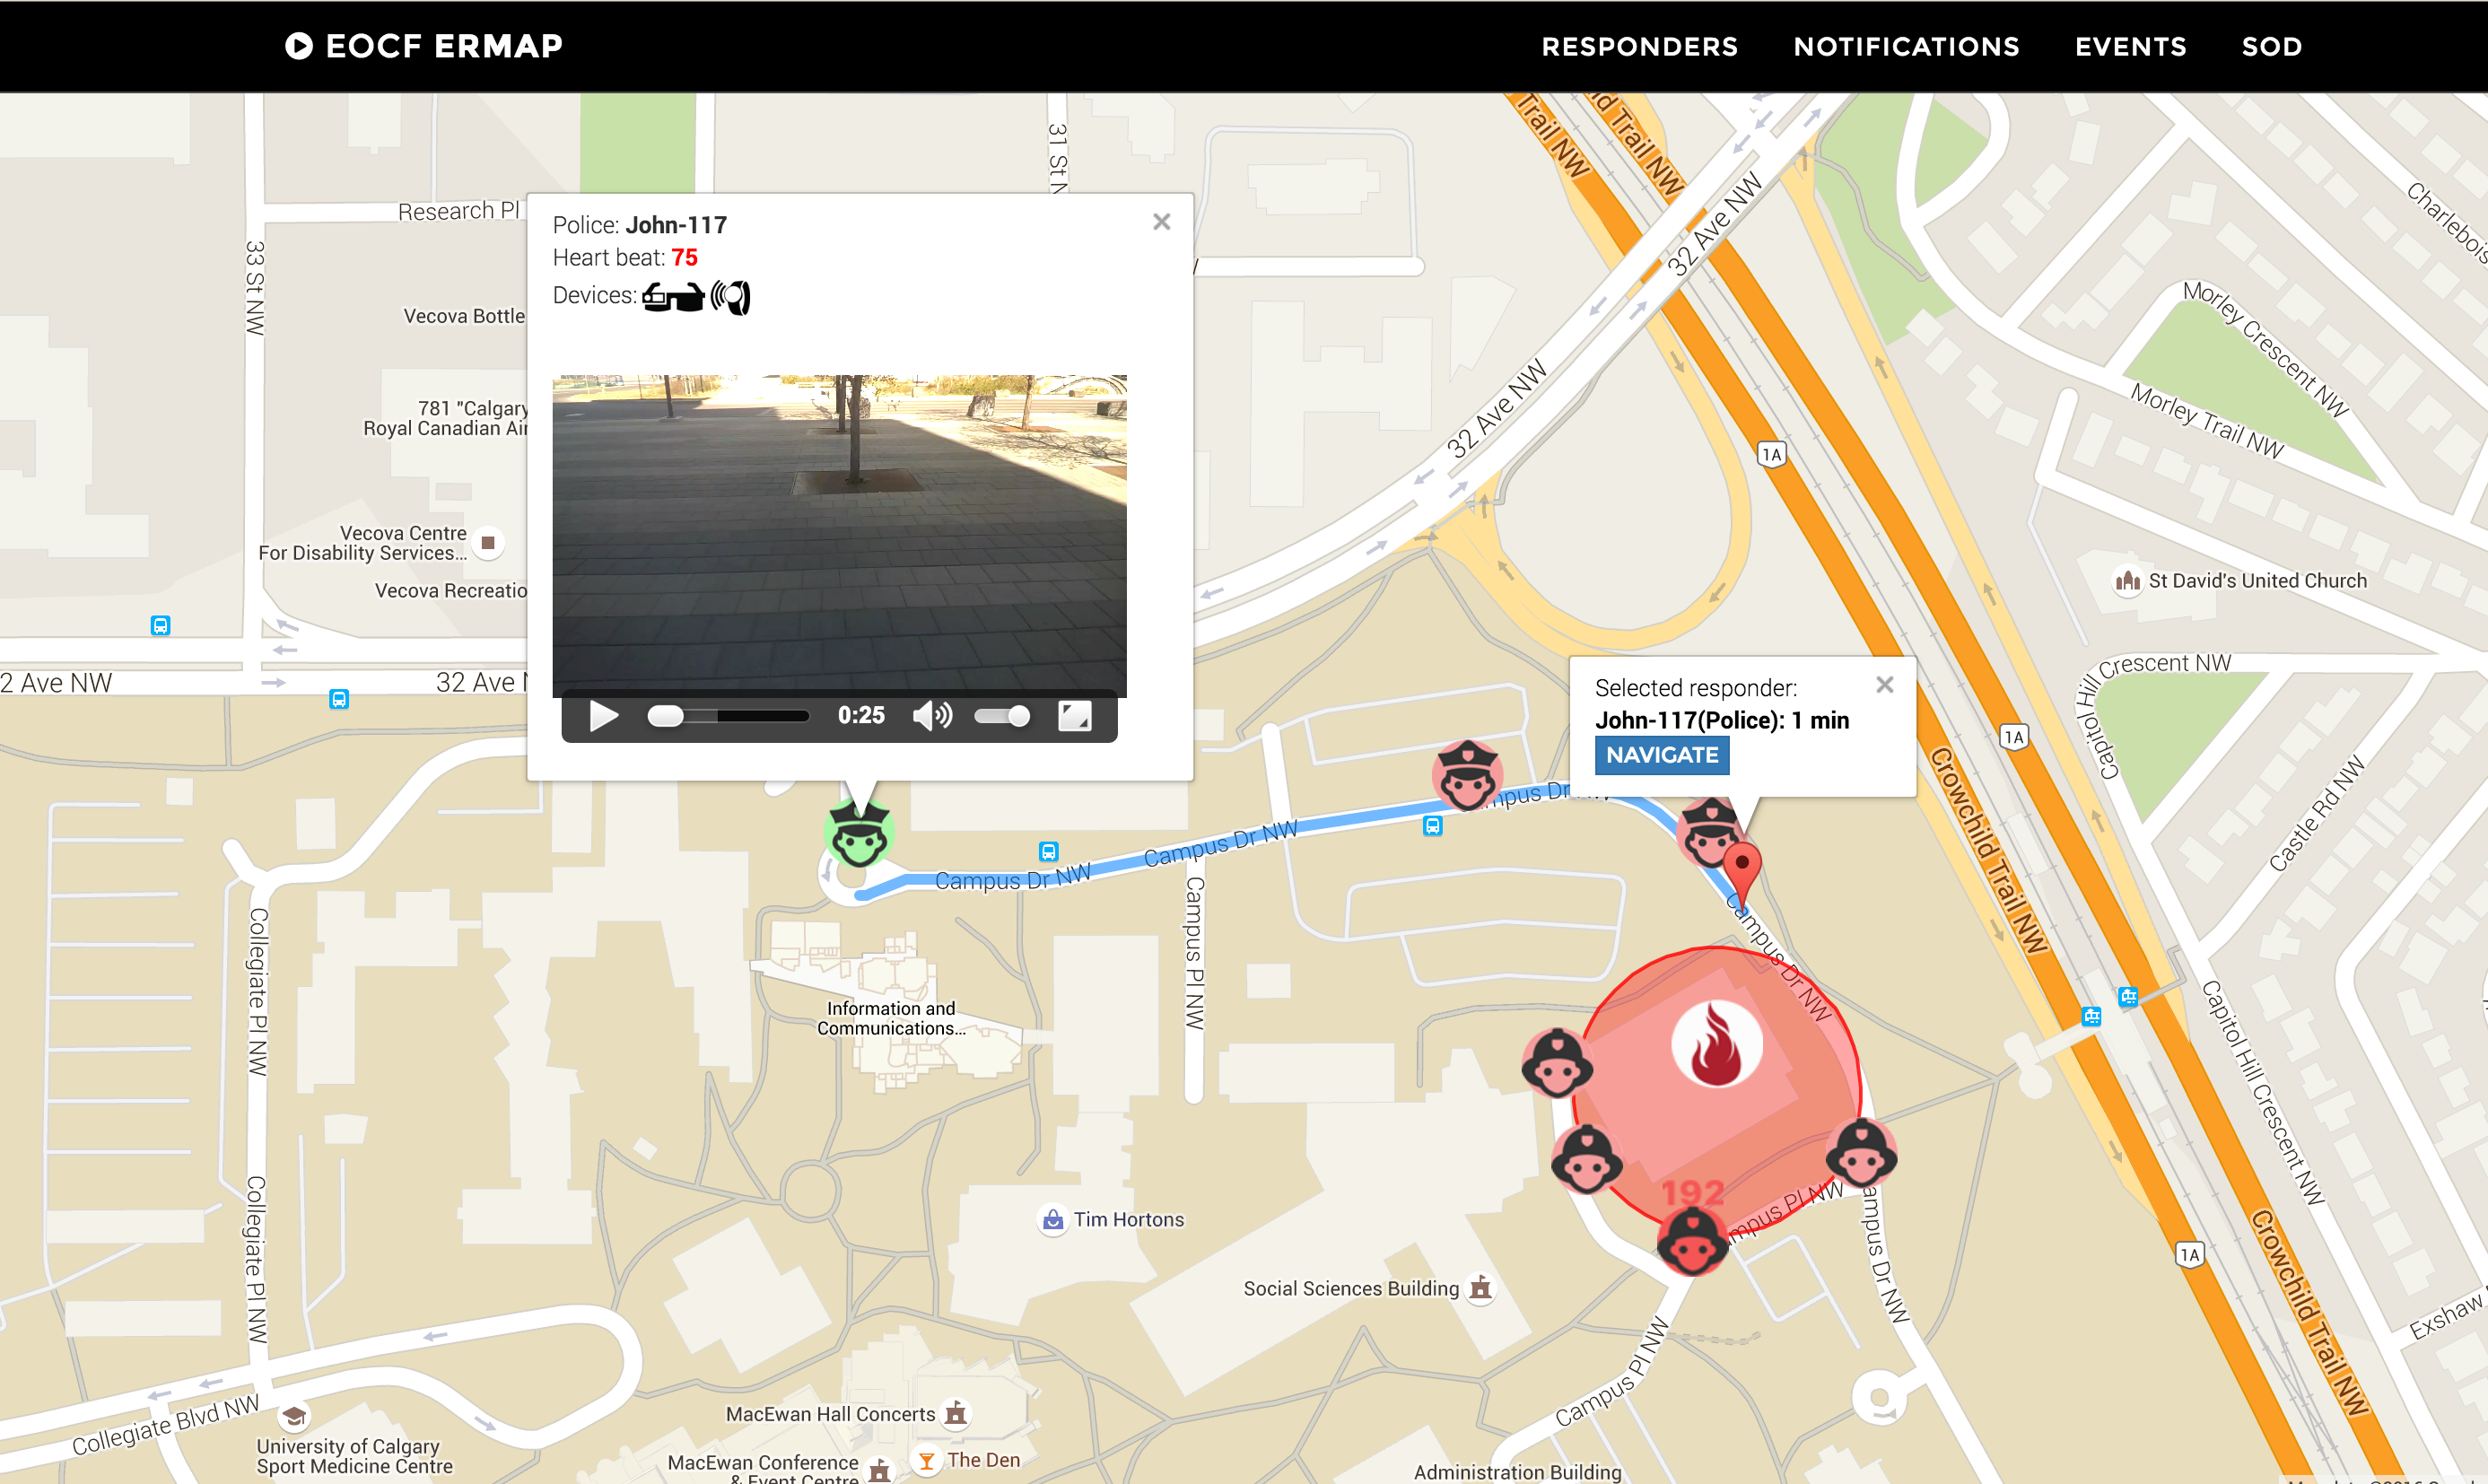 EOCF ERMAP
RESPONDERS
NOTIFICATIONS
EVENTS
SOD
Trail NW
Trail NW
31 St N
32 Ave NW
Charlebois
Research Pl
33 St NW
Police: John-117
Heart beat: 75
Devices:
Vecova Bottle
781 "Calgary
Royal Canadian Air
Vecova Centre
For Disability Services...
Vecova Recreatio
Morley Crescent NW
Morley Trail NW
32 Ave NW
1A
St David's United Church
2 Ave NW
32 Ave N
0:25
Selected responder:
John-117(Police): 1 min
NAVIGATE
Capitol Hill Crescent NW
1A
Crowchild Trail NW
Castle Rd NW
mpus Dr
Campus Dr NW
Campus Dr NW
Campus Dr NW
Collegiate Pl NW
Campus Pl NW
Information and
Communications...
Capitol Hill Crescent NW
192
mpus Pl NW
ampus Dr NW
Collegiate Pl NW
Tim Hortons
Social Sciences Building
1A
Crowchild Trail NW
Exshaw
Campus Pl NW
Collegiate Blvd NW
MacEwan Hall Concerts
University of Calgary
Sport Medicine Centre
MacEwan Conference
& Event Centre
The Den
Administration Building